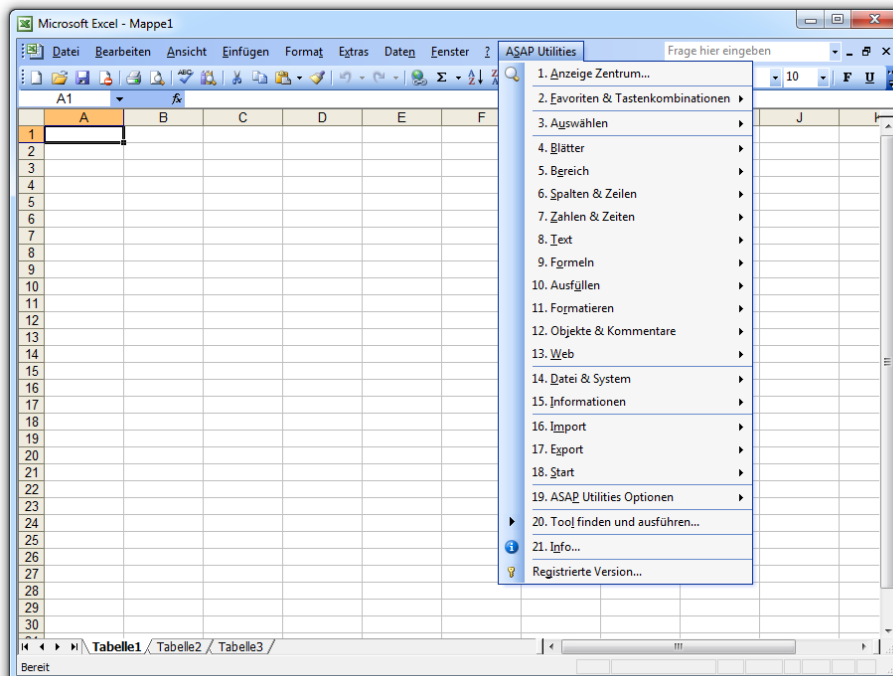 Microsoft Excel - Mappe1
Datei Bearbeiten Ansicht Einfügen Format Extras Daten Fenster ? ASAP Utilities Frage hier eingeben
10 F U
A1 fx
A B C D E F J K
1
2
3
4
5
6
7
8
9
10
11
12
13
14
15
16
17
18
19
20
21
22
23
24
25
26
27
28
29
30
1. Anzeige Zentrum...
2. Favoriten & Tastenkombinationen
3. Auswählen
4. Blätter
5. Bereich
6. Spalten & Zeilen
7. Zahlen & Zeiten
8. Text
9. Formeln
10. Ausfüllen
11. Formatieren
12. Objekte & Kommentare
13. Web
14. Datei & System
15. Informationen
16. Import
17. Export
18. Start
19. ASAP Utilities Optionen
20. Tool finden und ausführen...
21. Info...
Registrierte Version...
Tabelle1 Tabelle2 Tabelle3
Bereit